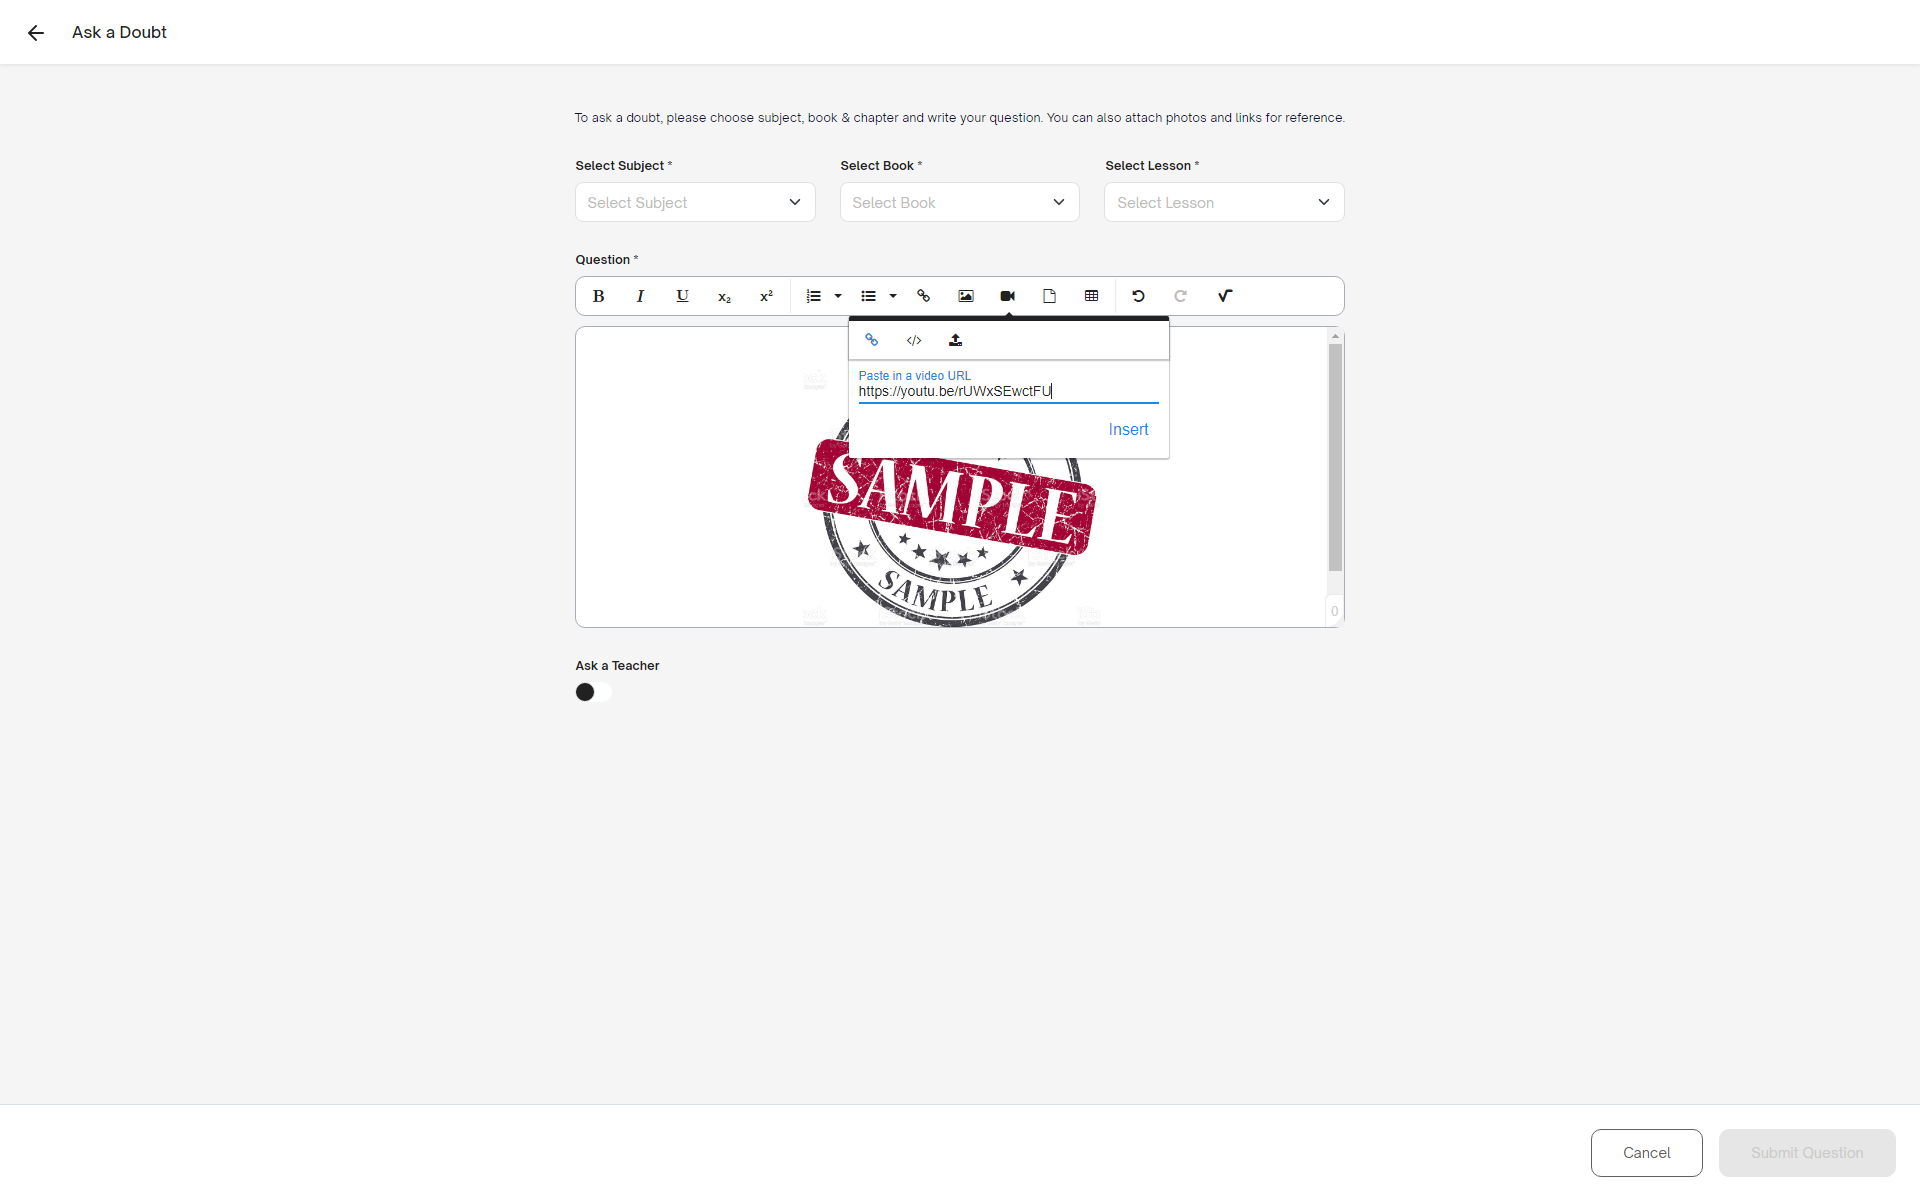 Ask a Doubt
To ask a doubt, please choose subject, book & chapter and write your question. You can also attach photos and links for reference.
Select Subject * Select Book * Select Lesson *
Select Subject Select Book Select Lesson
Question *
B I U x₂ x²
Paste in a video URL
https://youtu.be/rUWxSEwctFU
Insert
SAMPLE
SAMPLE
0
Ask a Teacher
Cancel Submit Question